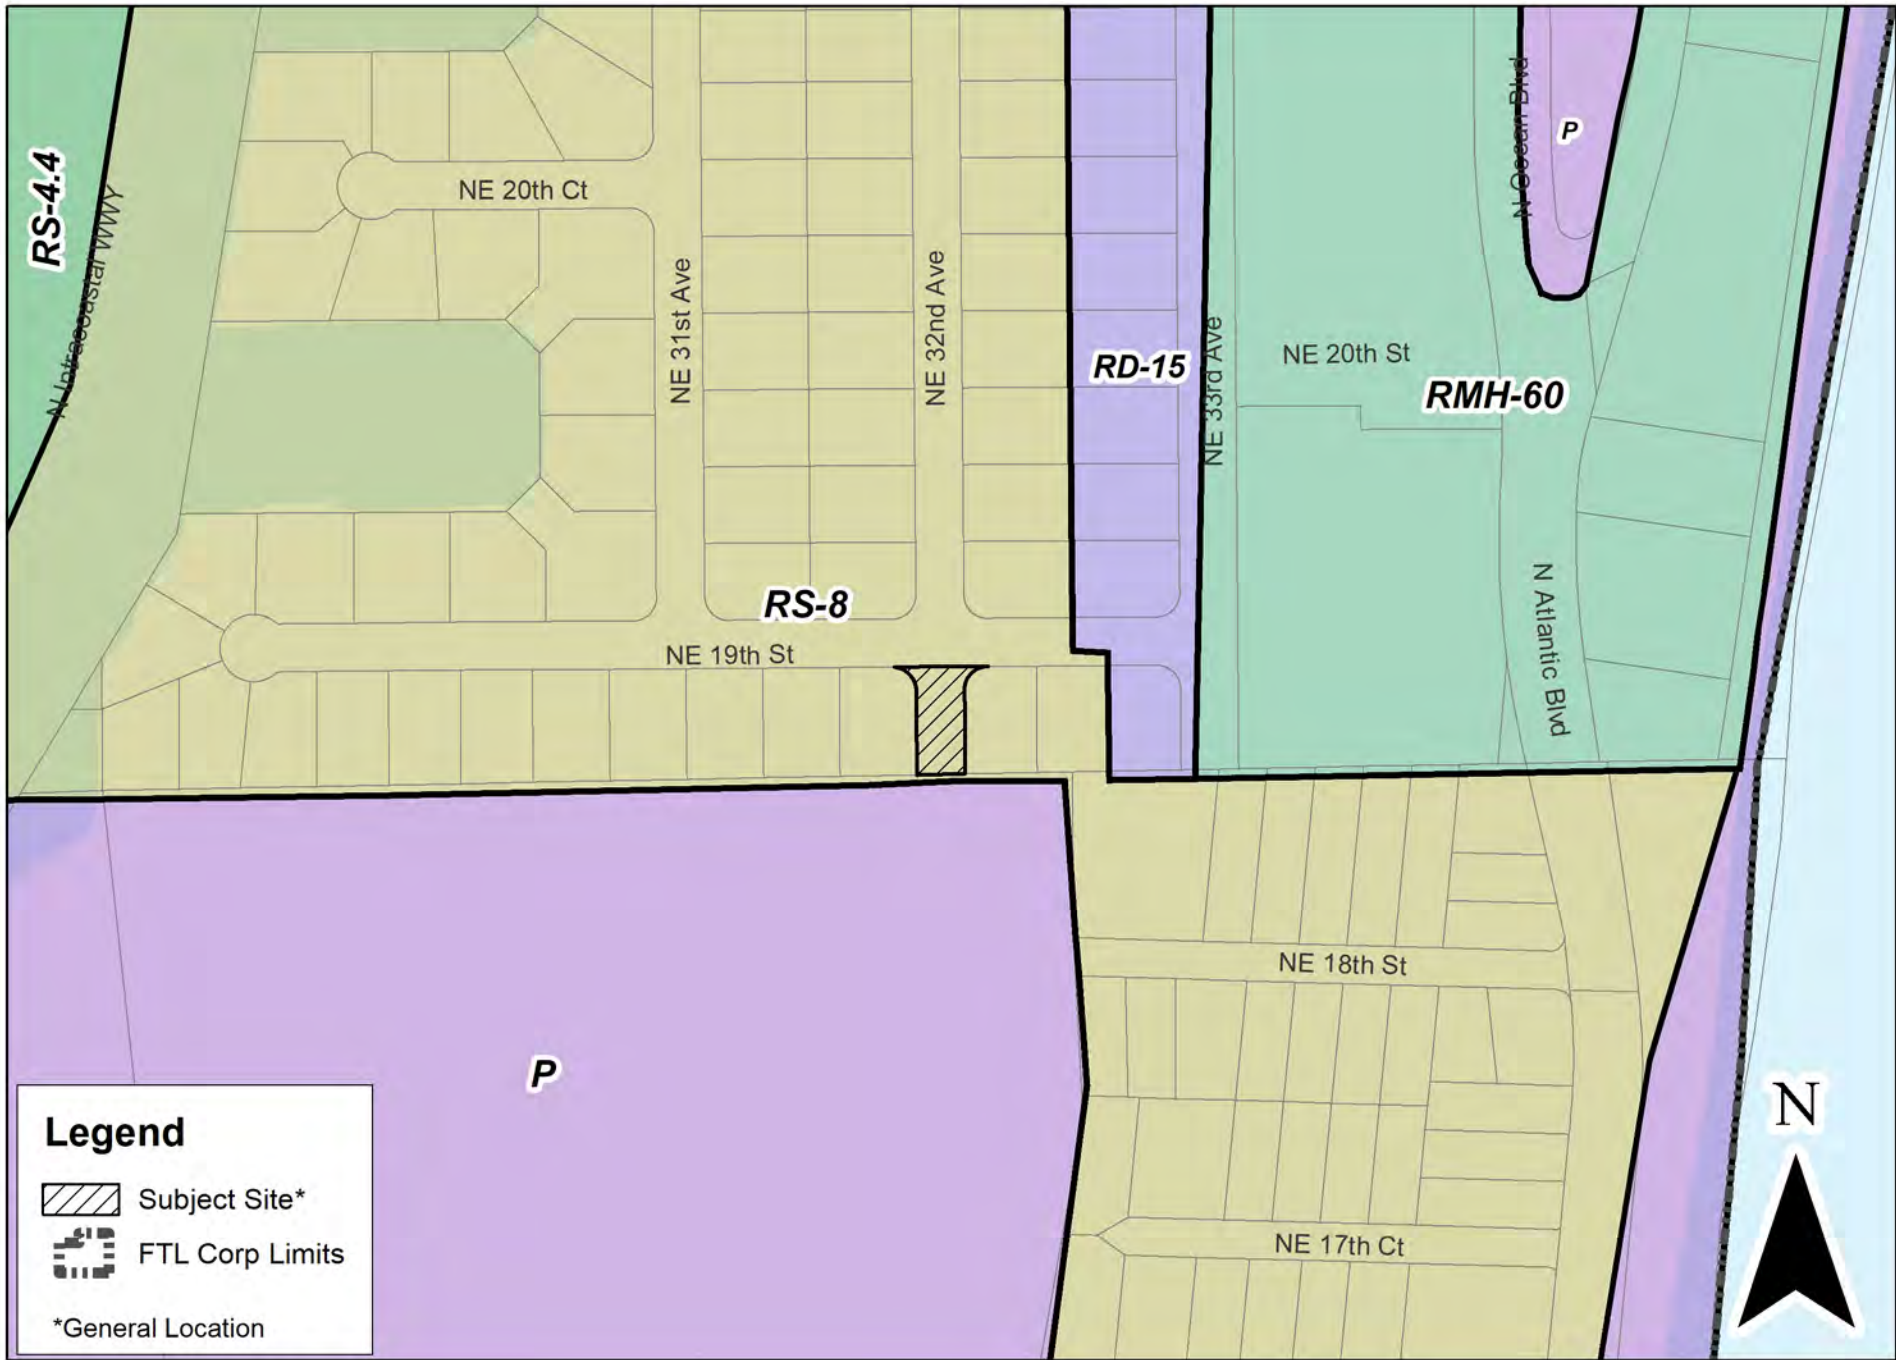 N Ocean Blvd
P
RS-4.4
NE 20th Ct
N Intracoastal WWY
NE 31st Ave
NE 32nd Ave
RD-15
NE 33rd Ave
NE 20th St
RMH-60
RS-8
NE 19th St
N Atlantic Blvd
NE 18th St
P
NE 17th Ct
N
Legend
Subject Site*
FTL Corp Limits
*General Location